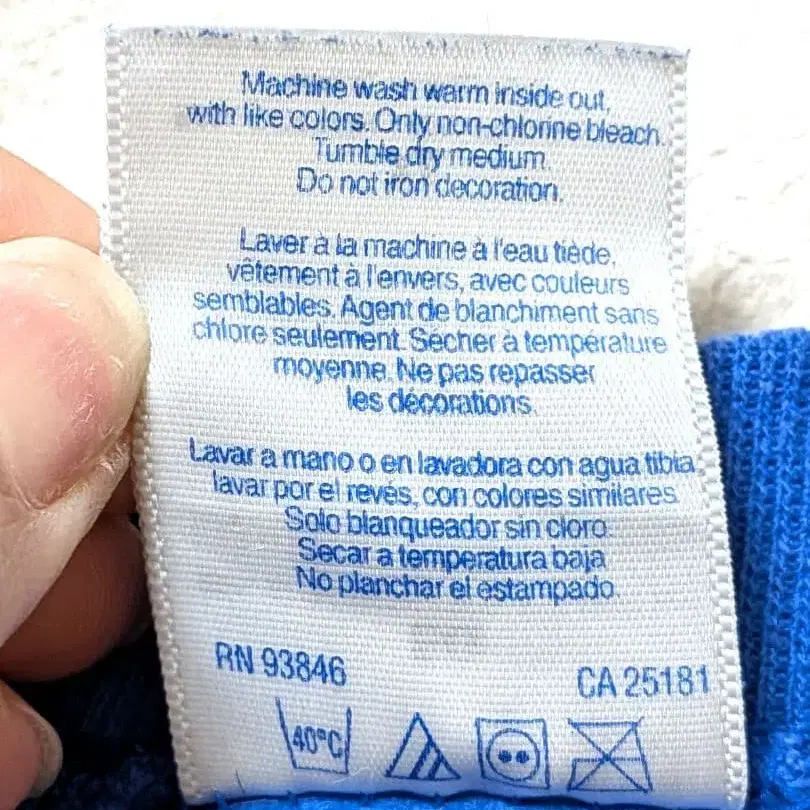 Machine wash warm inside out,
with like colors. Only non-chlorine bleach.
Tumble dry medium.
Do not iron decoration.
Laver à la machine à l'eau tiède,
vêtement à l'envers, avec couleurs
semblables. Agent de blanchiment sans
chlore seulement. Sécher à température
moyenne. Ne pas repasser
les décorations.
Lavar a mano o en lavadora con agua tibia
lavar por el revés, con colores similares.
Solo blanqueador sin cloro.
Secar a temperatura baja
No planchar el estampado.
RN 93846 CA 25181
40°C